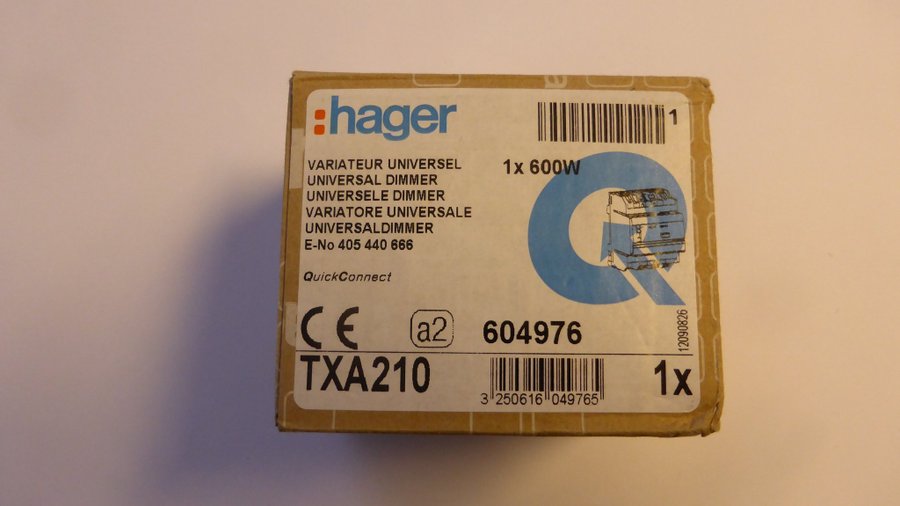 :hager
1
VARIATEUR UNIVERSEL 1x 600W
UNIVERSAL DIMMER
UNIVERSELE DIMMER
VARIATORE UNIVERSALE
UNIVERSALDIMMER
E-No 405 440 666
QuickConnect
CE a2 604976
12090826
TXA210
3 250616 049765
1x